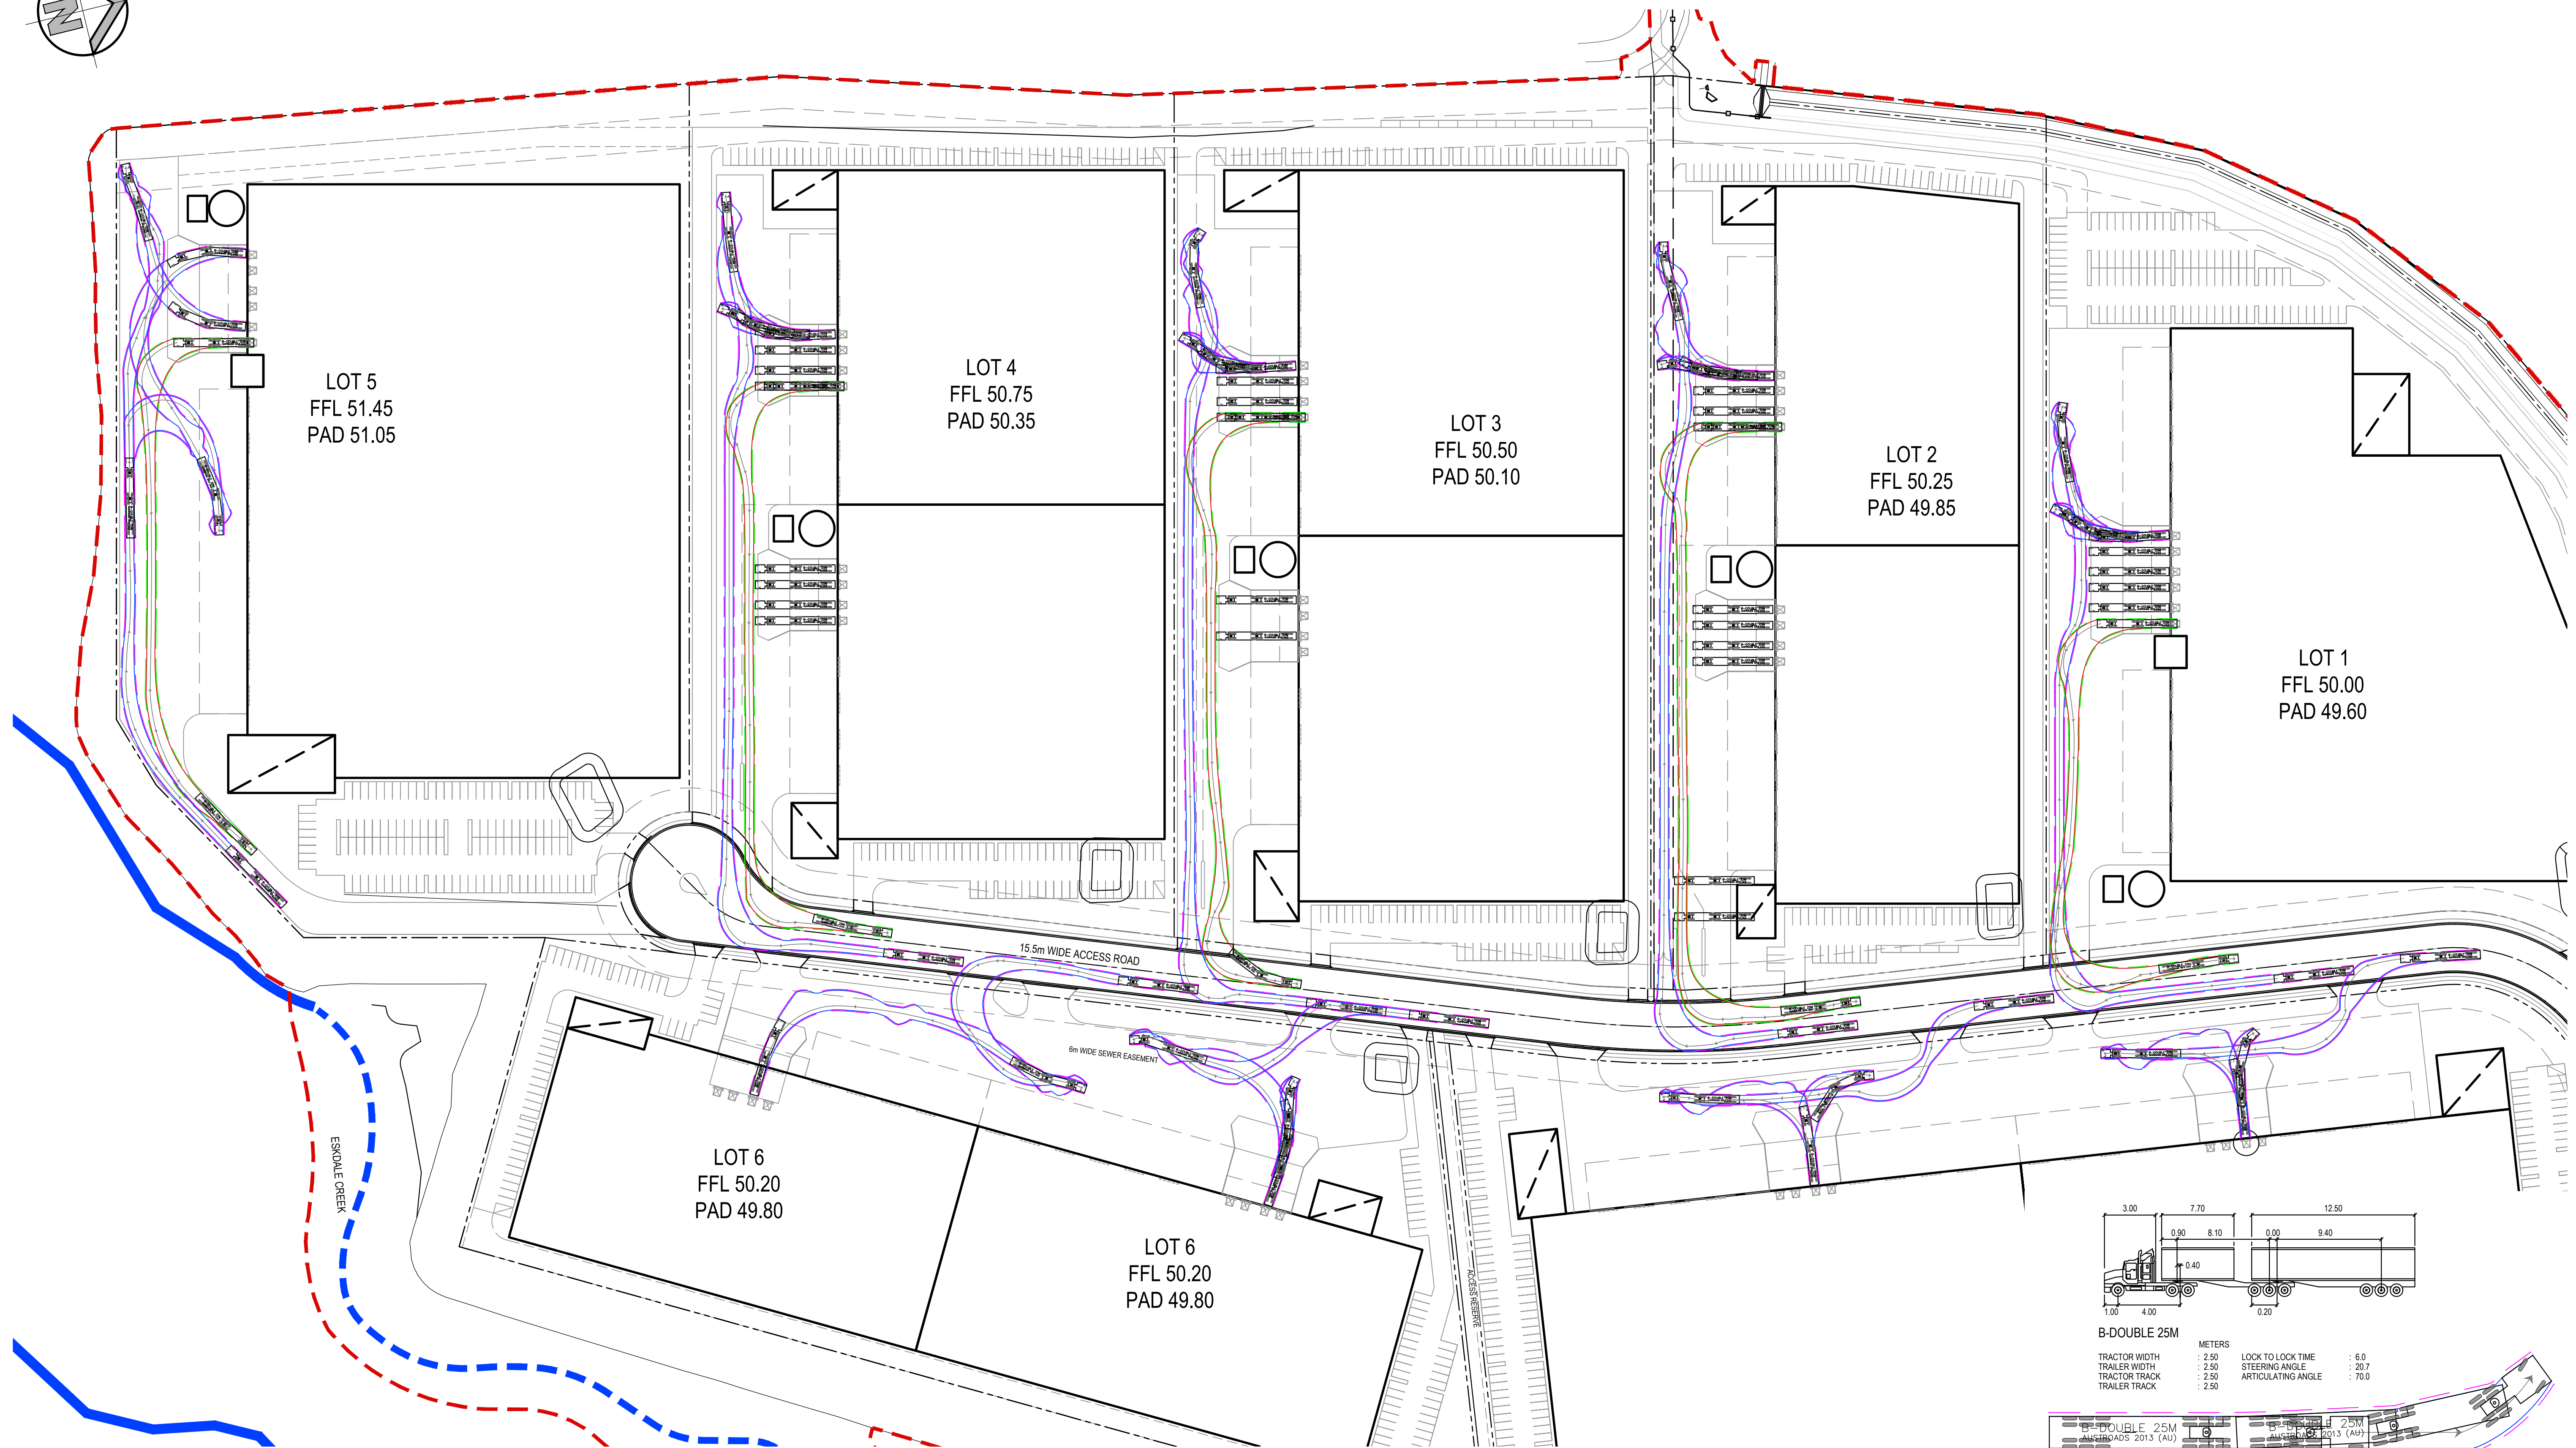 N
LOT 5
FFL 51.45
PAD 51.05
LOT 4
FFL 50.75
PAD 50.35
LOT 3
FFL 50.50
PAD 50.10
LOT 2
FFL 50.25
PAD 49.85
LOT 1
FFL 50.00
PAD 49.60
15.5m WIDE ACCESS ROAD
6m WIDE SEWER EASEMENT
ESKDALE CREEK
LOT 6
FFL 50.20
PAD 49.80
LOT 6
FFL 50.20
PAD 49.80
ACCESS RESERVE
3.00 7.70 12.50
0.90 8.10 0.00 9.40
0.40
1.00 4.00 0.20
B-DOUBLE 25M
METERS
TRACTOR WIDTH : 2.50 LOCK TO LOCK TIME : 6.0
TRAILER WIDTH : 2.50 STEERING ANGLE : 20.7
TRACTOR TRACK : 2.50 ARTICULATING ANGLE : 70.0
TRAILER TRACK : 2.50
B-DOUBLE 25M
AUSTROADS 2013 (AU)
B-DOUBLE 25M
AUSTROADS 2013 (AU)